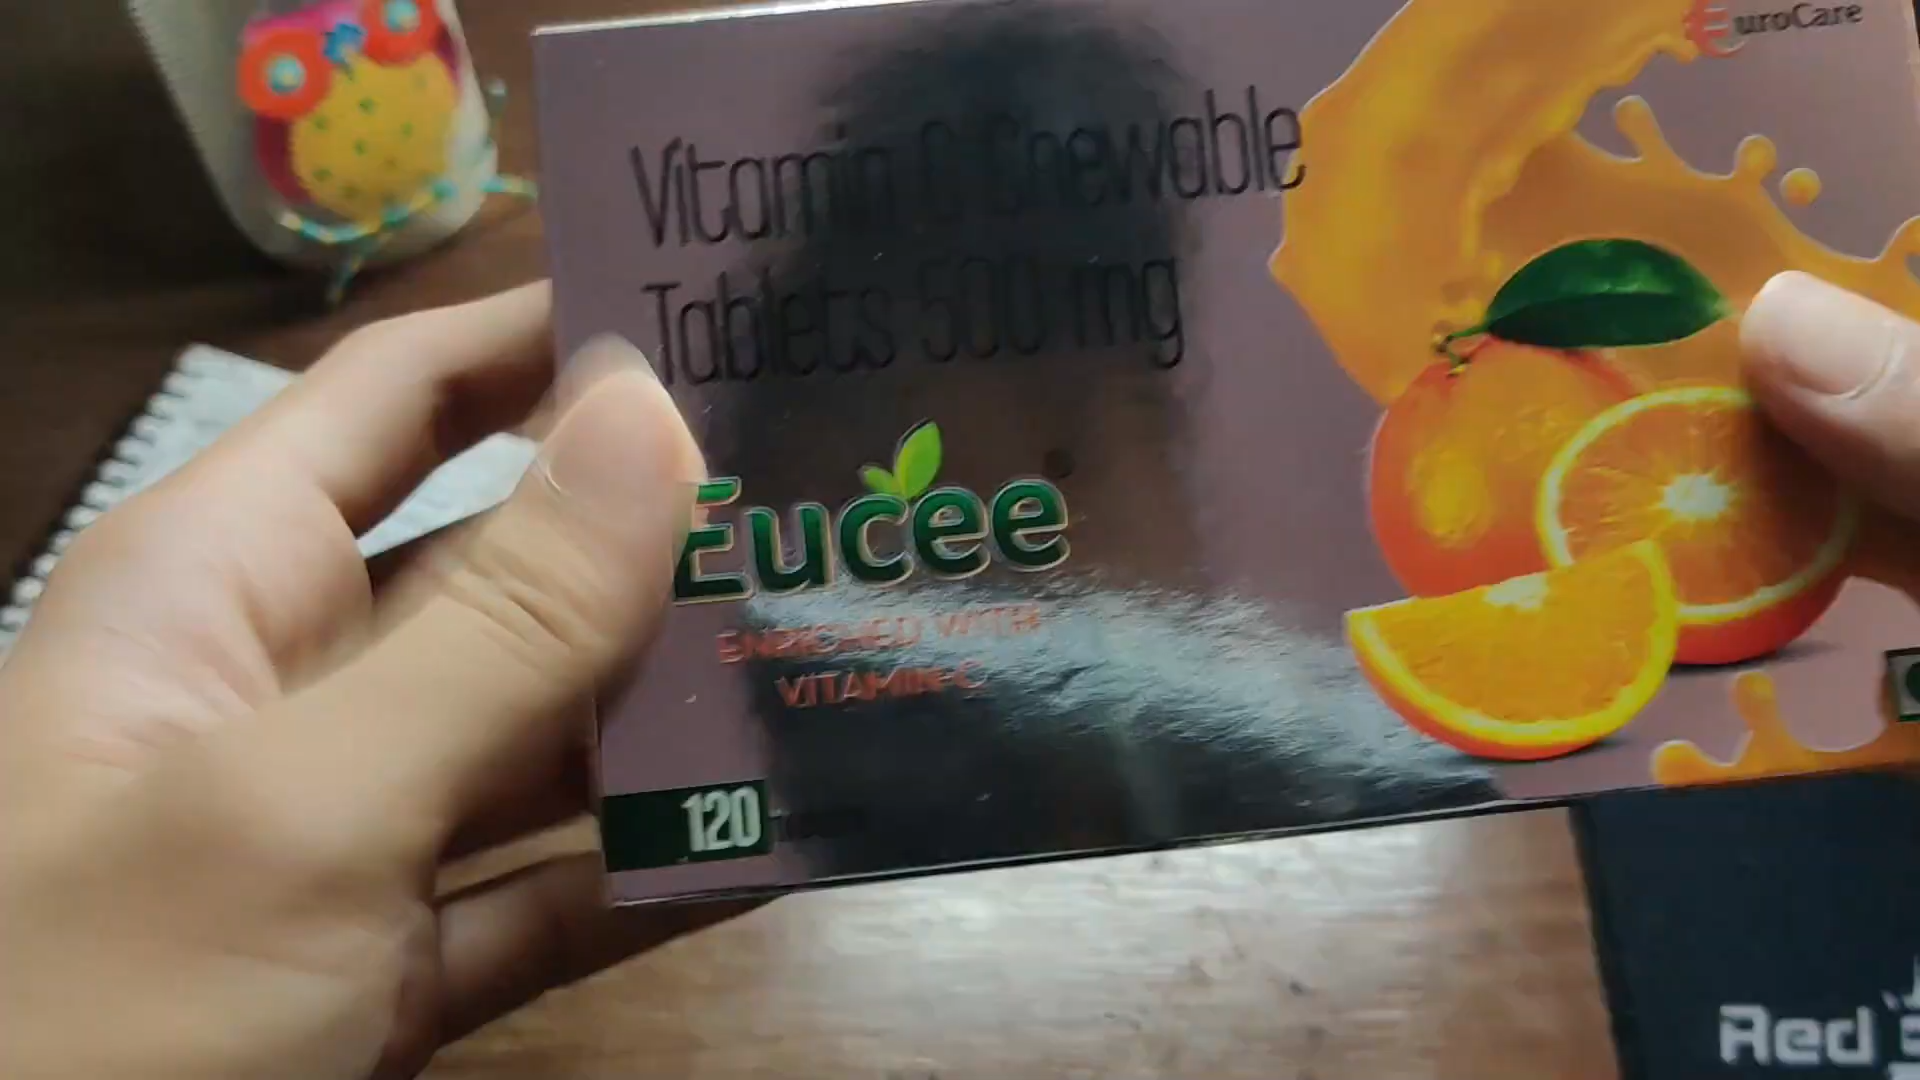 EuroCare
Vitamin C Chewable
Tablets 500 mg
Eucee
ENRICHED WITH
VITAMIN-C
120
Red